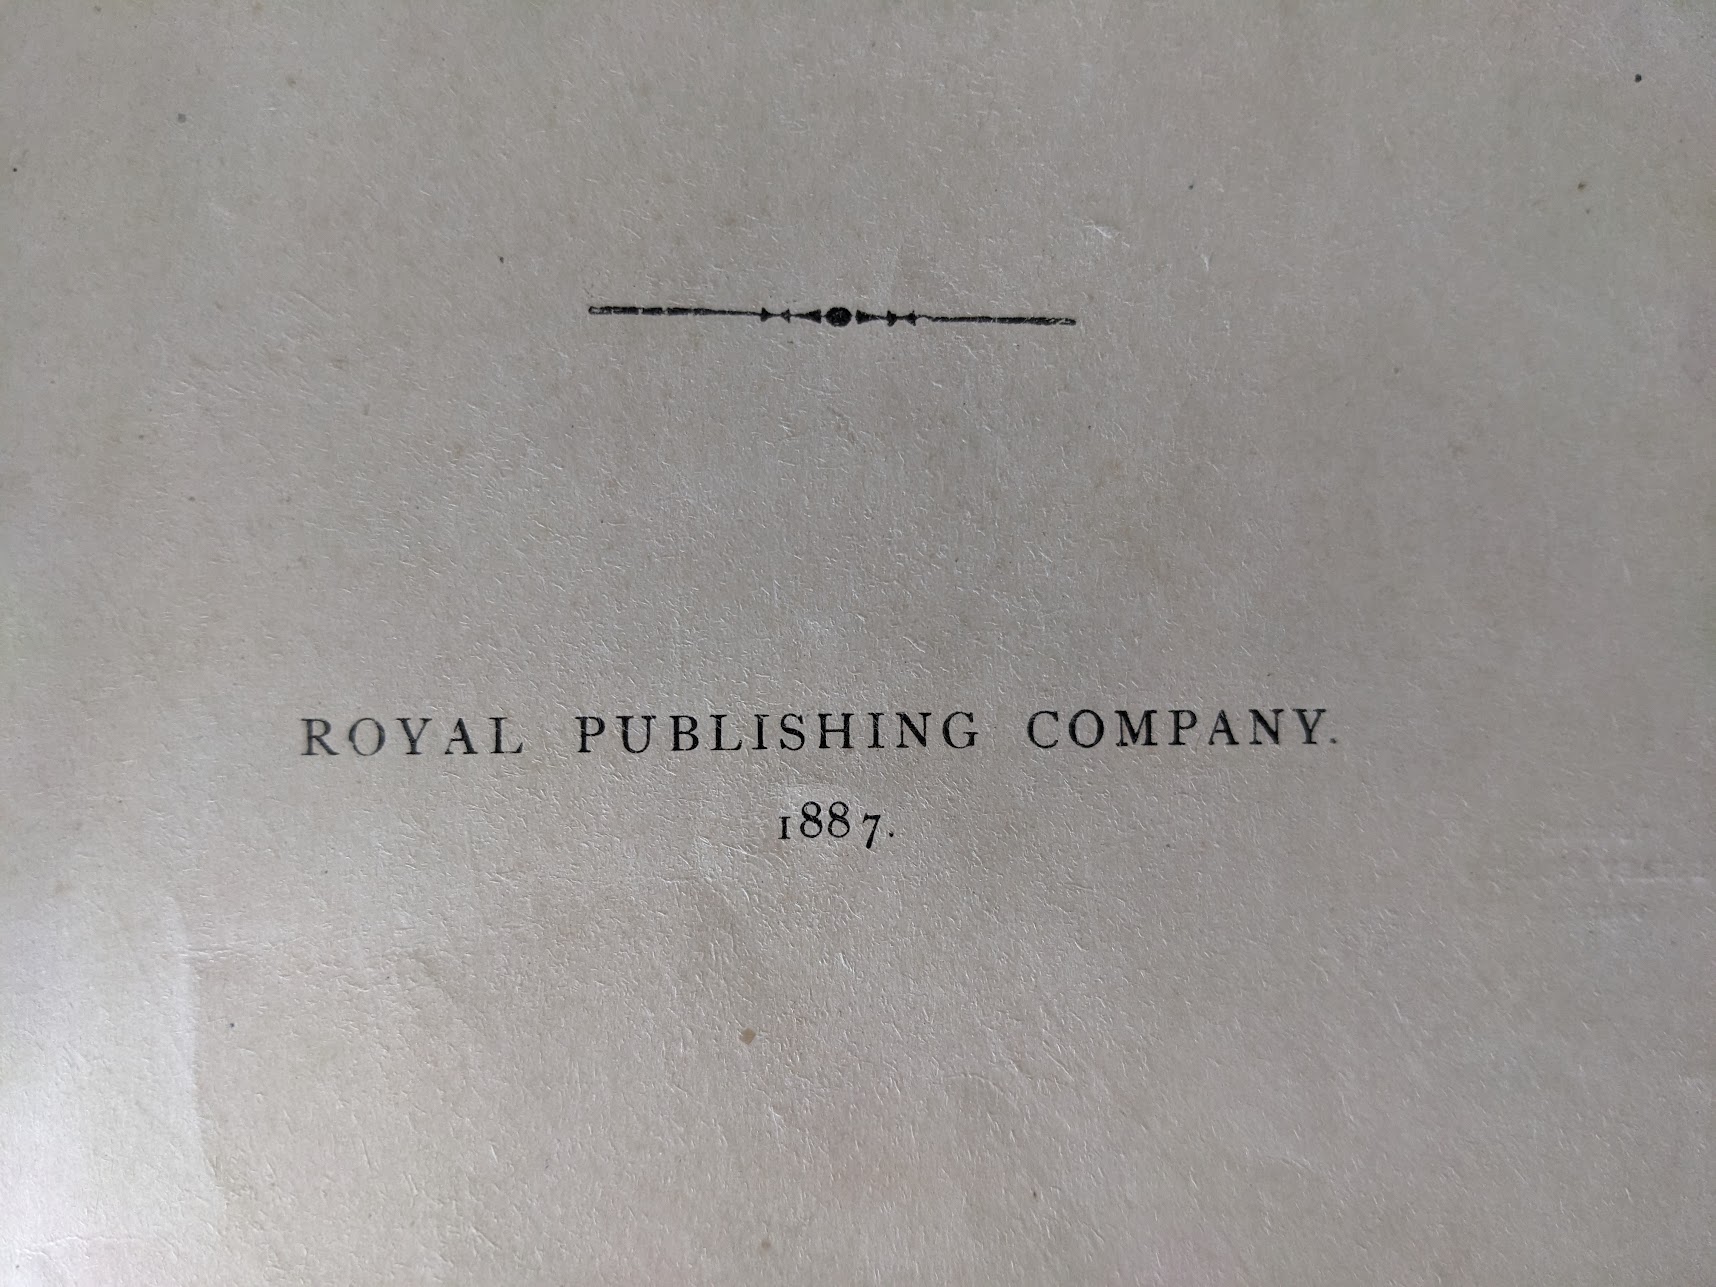 ROYAL PUBLISHING COMPANY.
1887.